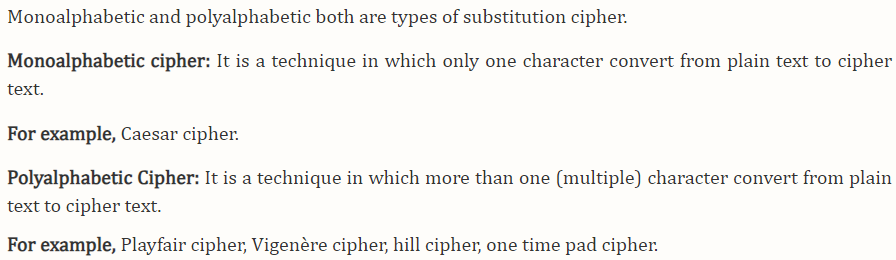 Monoalphabetic and polyalphabetic both are types of substitution cipher.
Monoalphabetic cipher: It is a technique in which only one character convert from plain text to cipher
text.
For example, Caesar cipher.
Polyalphabetic Cipher: It is a technique in which more than one (multiple) character convert from plain
text to cipher text.
For example, Playfair cipher, Vigenère cipher, hill cipher, one time pad cipher.